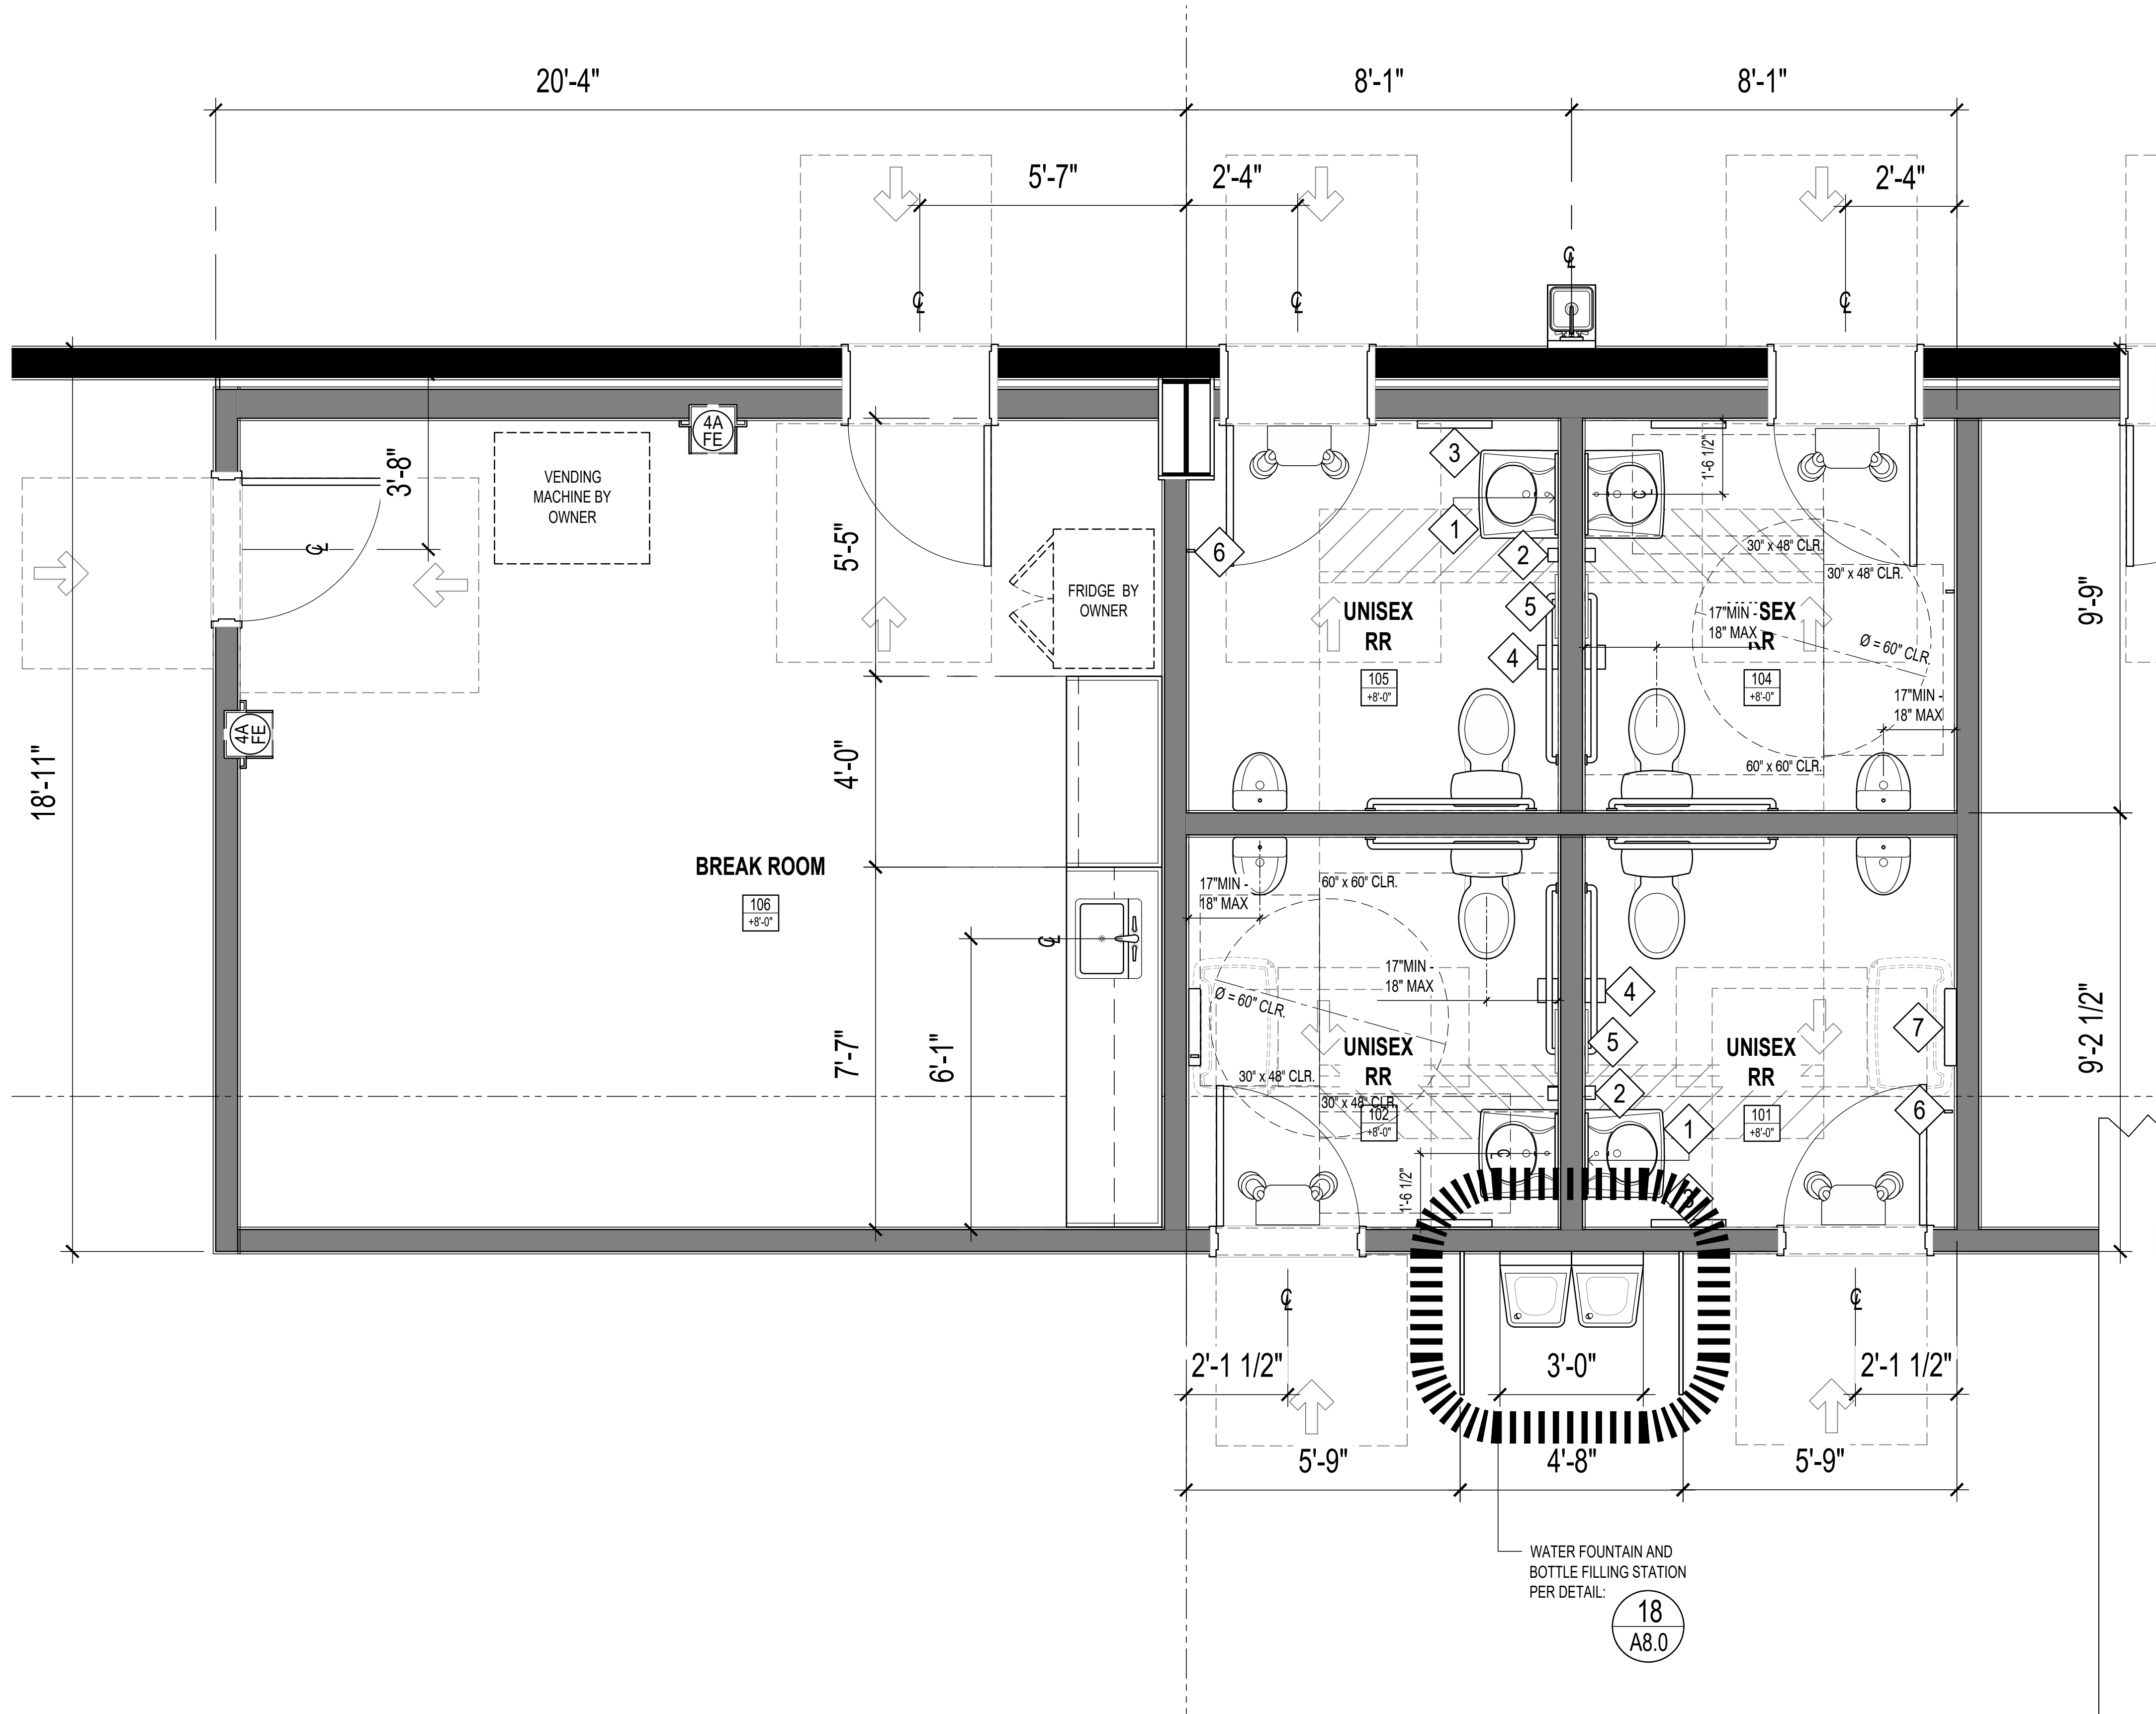 20'-4"
8'-1"
8'-1"
5'-7"
2'-4"
2'-4"
℄
℄
℄
℄
4A
FE
VENDING
MACHINE BY
OWNER
3'-8"
℄
5'-5"
FRIDGE BY
OWNER
3
1
2
6
5
4
UNISEX
RR
105
+8'-0"
1'-6 1/2"
℄
30" x 48" CLR.
30" x 48" CLR.
17"MIN -
18" MAX
SEX
R
Ø = 60" CLR.
104
+8'-0"
17"MIN -
18" MAX
60" x 60" CLR.
9'-9"
4A
FE
18'-11"
4'-0"
BREAK ROOM
106
+8'-0"
℄
7'-7"
6'-1"
17"MIN -
18" MAX
60" x 60" CLR.
17"MIN -
18" MAX
Ø = 60" CLR.
UNISEX
RR
30" x 48" CLR.
30" x 48" CLR.
102
+8'-0"
1'-6 1/2"
℄
4
5
2
1
3
7
6
UNISEX
RR
101
+8'-0"
9'-2 1/2"
℄
℄
2'-1 1/2"
3'-0"
2'-1 1/2"
5'-9"
4'-8"
5'-9"
WATER FOUNTAIN AND
BOTTLE FILLING STATION
PER DETAIL:
18
A8.0